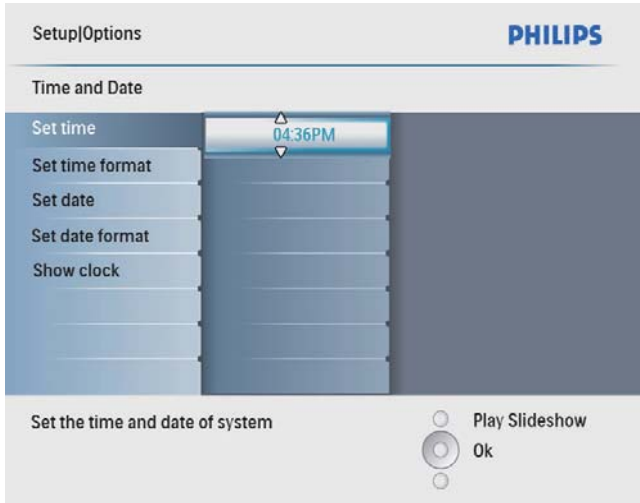 Setup|Options
PHILIPS
Time and Date
Set time
04:36PM
Set time format
Set date
Set date format
Show clock
Set the time and date of system
Play Slideshow
Ok